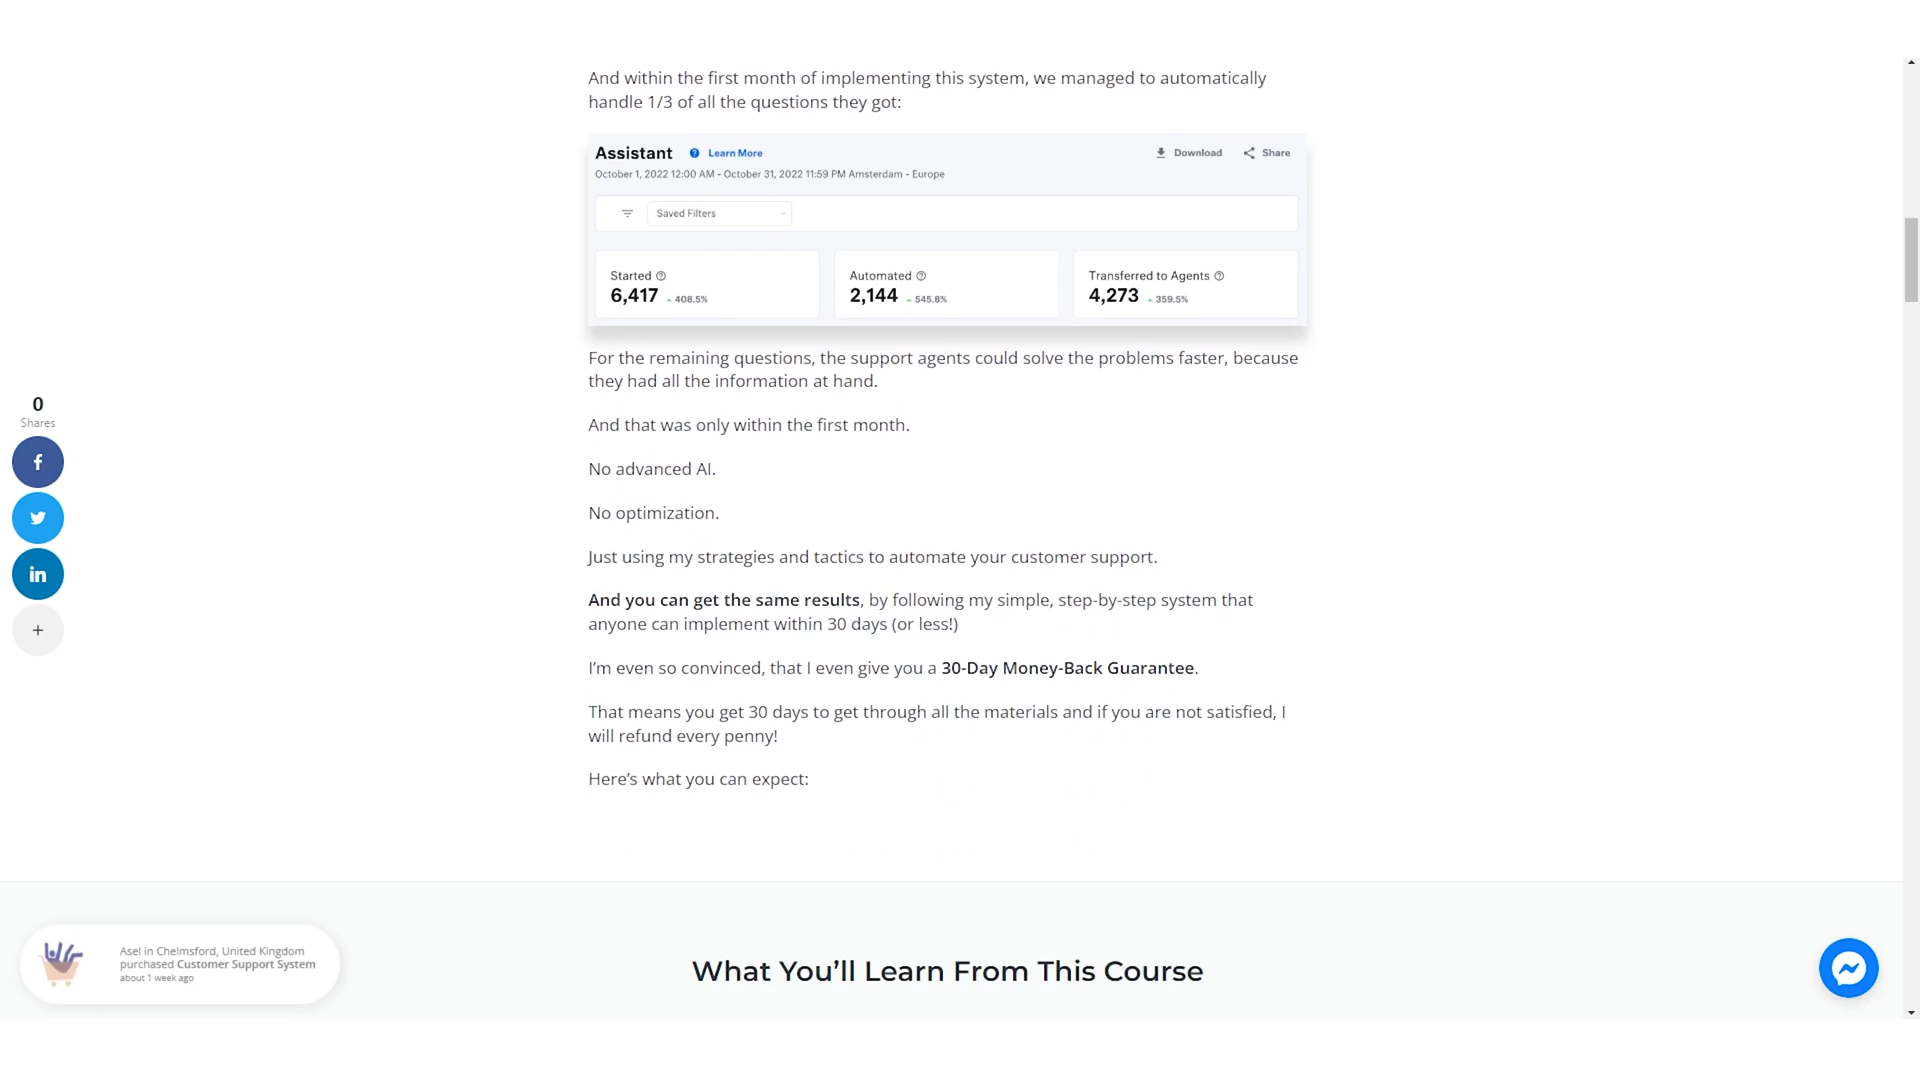 And within the first month of implementing this system, we managed to automatically
handle 1/3 of all the questions they got:
Assistant Learn More Download Share
October 1, 2022 12:00 AM - October 31, 2022 11:59 PM Amsterdam - Europe
Saved Filters
Started Automated Transferred to Agents
6,417 408.5% 2,144 545.8% 4,273 359.5%
For the remaining questions, the support agents could solve the problems faster, because
they had all the information at hand.
0
Shares
And that was only within the first month.
No advanced AI.
No optimization.
Just using my strategies and tactics to automate your customer support.
And you can get the same results, by following my simple, step-by-step system that
anyone can implement within 30 days (or less!)
I'm even so convinced, that I even give you a 30-Day Money-Back Guarantee.
That means you get 30 days to get through all the materials and if you are not satisfied, I
will refund every penny!
Here's what you can expect:
Asel in Chelmsford, United Kingdom
purchased Customer Support System
about 1 week ago
What You'll Learn From This Course